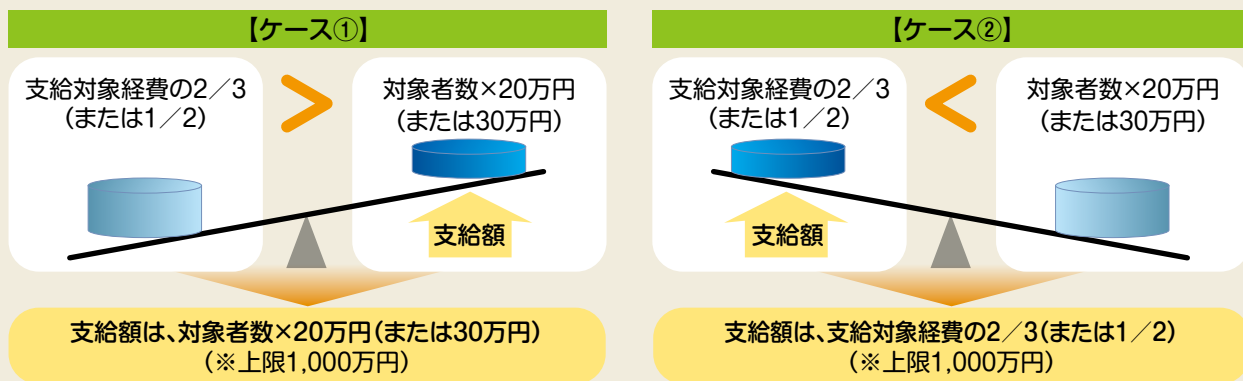 【ケース①】
支給対象経費の2／3
(または1／2)
＞
対象者数×20万円
(または30万円)
支給額
支給額は、対象者数×20万円(または30万円)
(※上限1,000万円)
【ケース②】
支給対象経費の2／3
(または1／2)
＜
対象者数×20万円
(または30万円)
支給額
支給額は、支給対象経費の2／3(または1／2)
(※上限1,000万円)